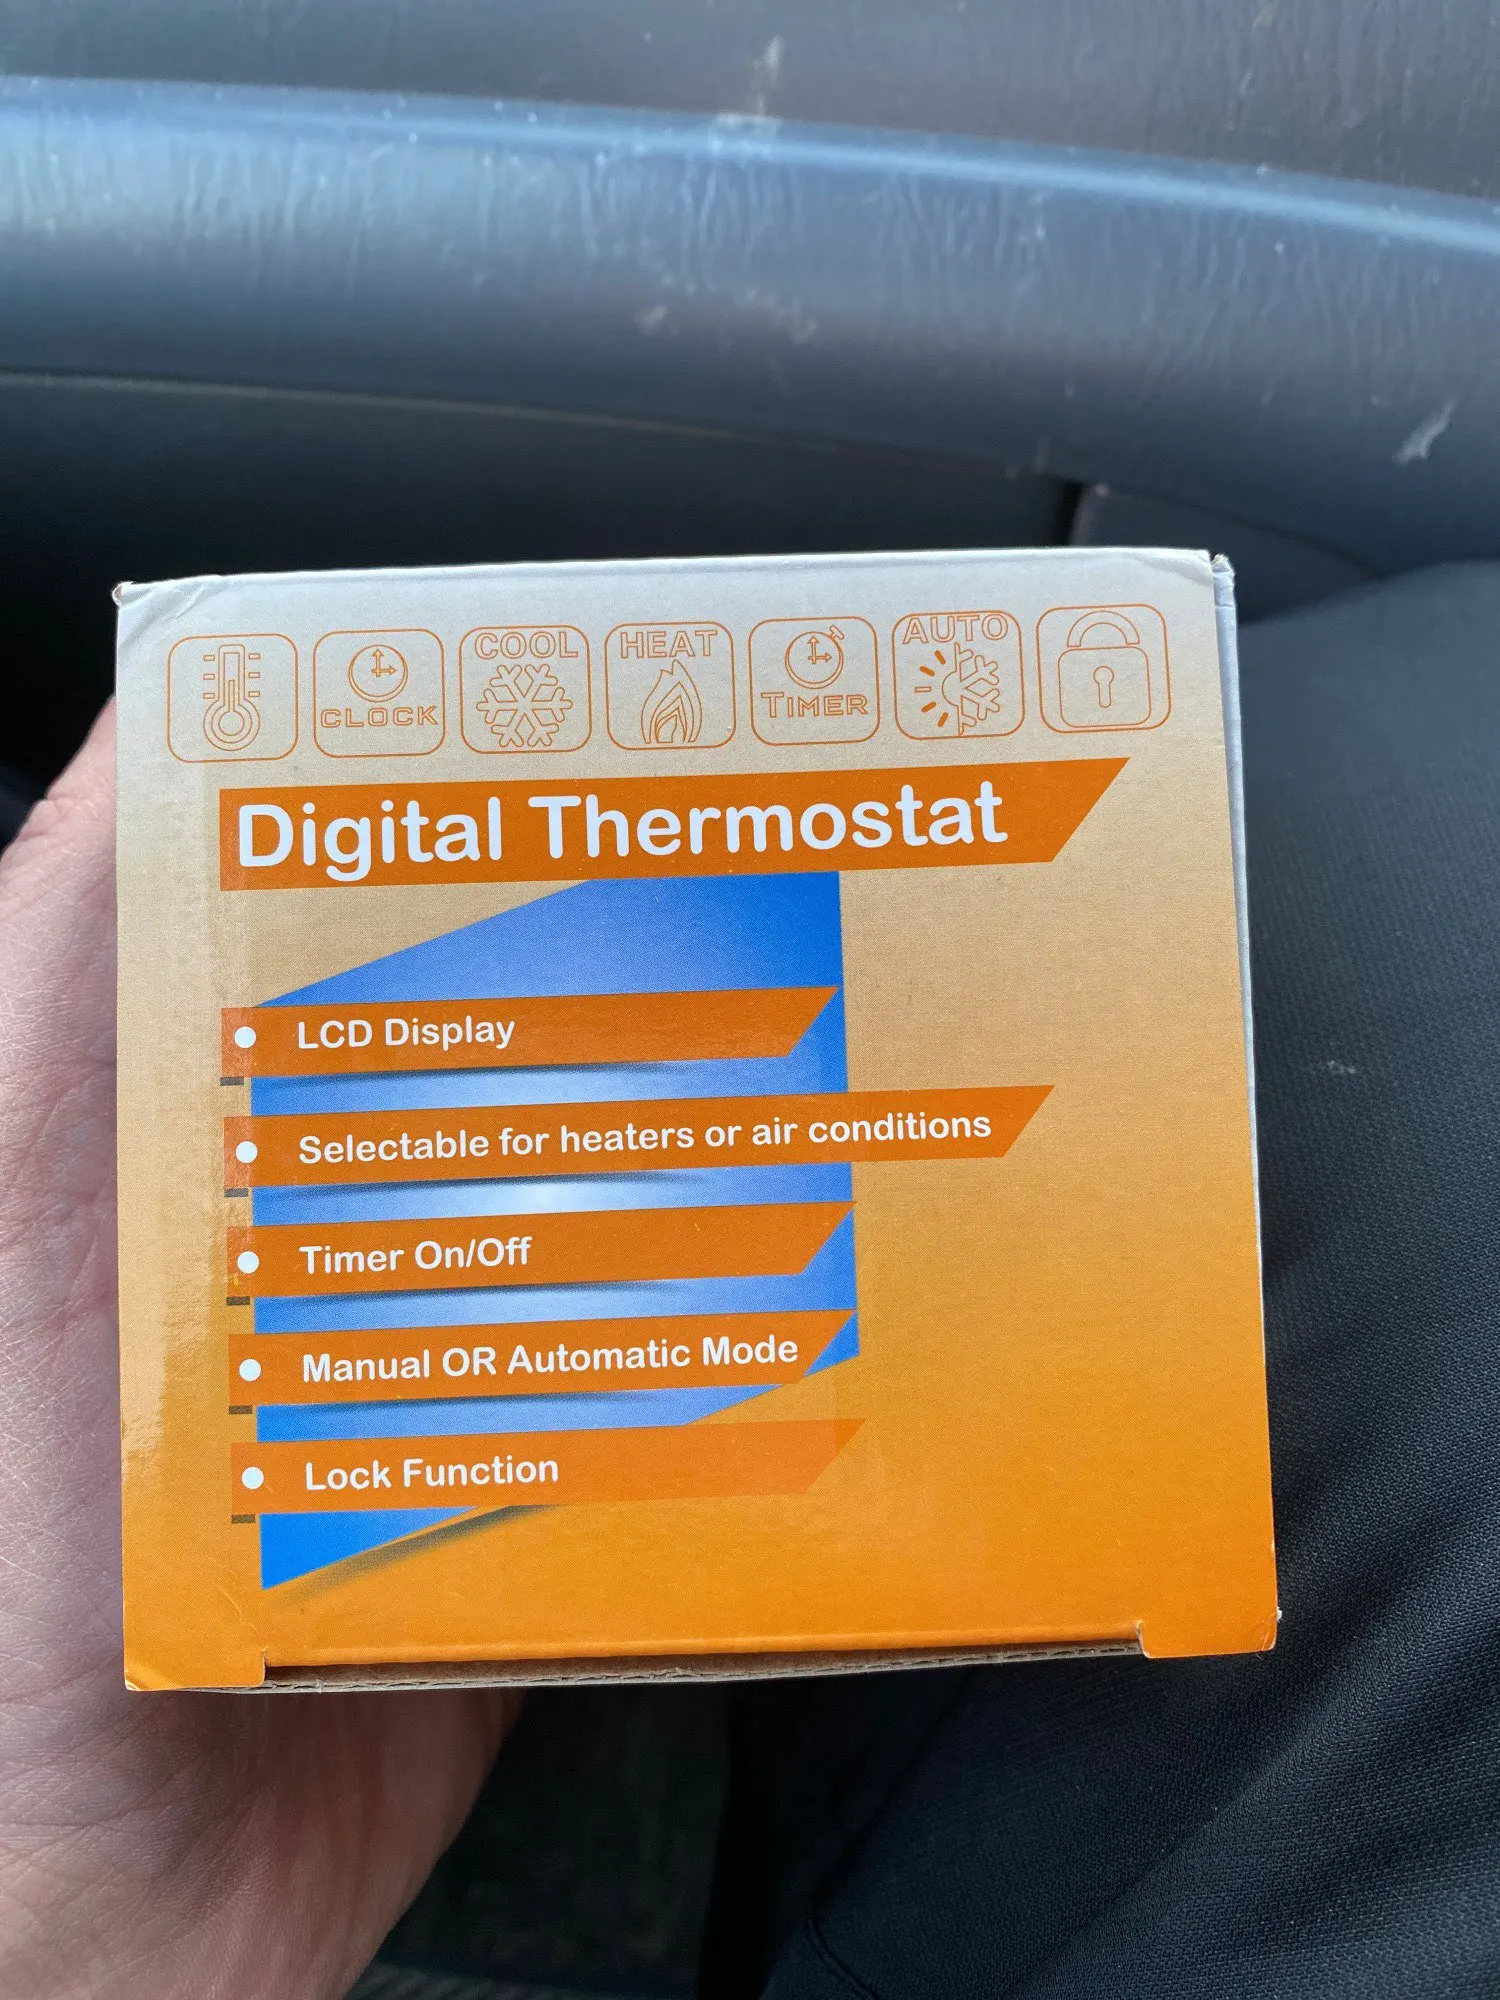 CLOCK
COOL
HEAT
TIMER
AUTO
Digital Thermostat
LCD Display
Selectable for heaters or air conditions
Timer On/Off
Manual OR Automatic Mode
Lock Function